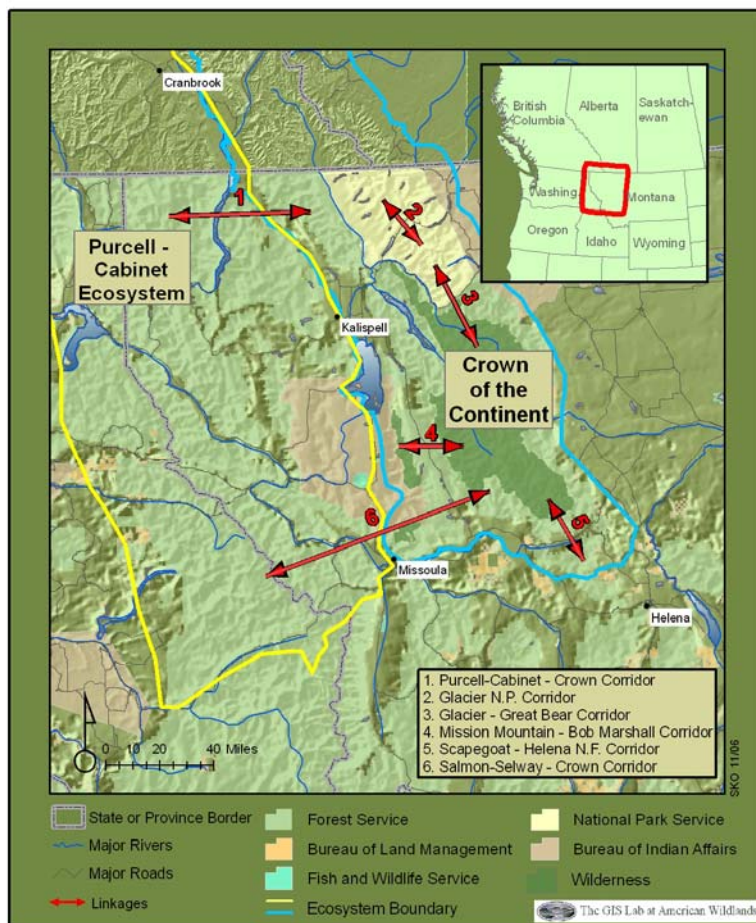 Cranbrook
British
Columbia
Alberta
Saskatch-
ewan
Washing.
Montana
Oregon
Idaho
Wyoming
1
2
Purcell -
Cabinet
Ecosystem
3
Kalispell
Crown
of the
Continent
4
5
6
Missoula
Helena
1. Purcell-Cabinet - Crown Corridor
2. Glacier N.P. Corridor
3. Glacier - Great Bear Corridor
4. Mission Mountain - Bob Marshall Corridor
5. Scapegoat - Helena N.F. Corridor
6. Salmon-Selway - Crown Corridor
0 10 20 40 Miles
SKO 11/06
State or Province Border
Forest Service
National Park Service
Major Rivers
Bureau of Land Management
Bureau of Indian Affairs
Major Roads
Fish and Wildlife Service
Wilderness
Linkages
Ecosystem Boundary
The GIS Lab at American Wildlands